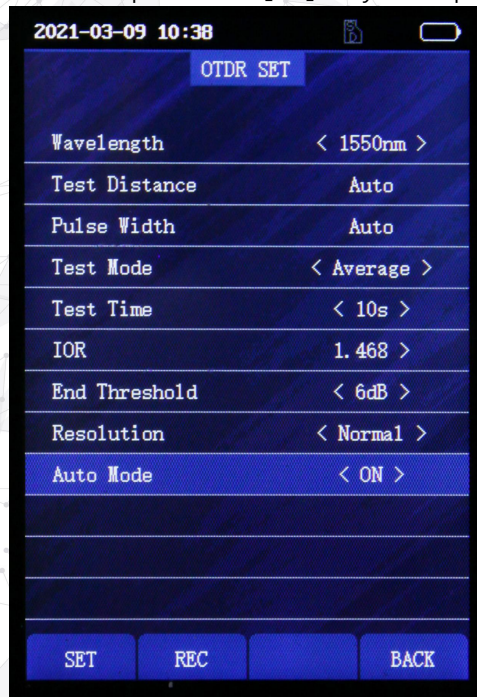 2021-03-09 10:38
OTDR SET
Wavelength < 1550nm >
Test Distance Auto
Pulse Width Auto
Test Mode < Average >
Test Time < 10s >
IOR 1.468 >
End Threshold < 6dB >
Resolution < Normal >
Auto Mode < ON >
SET REC BACK